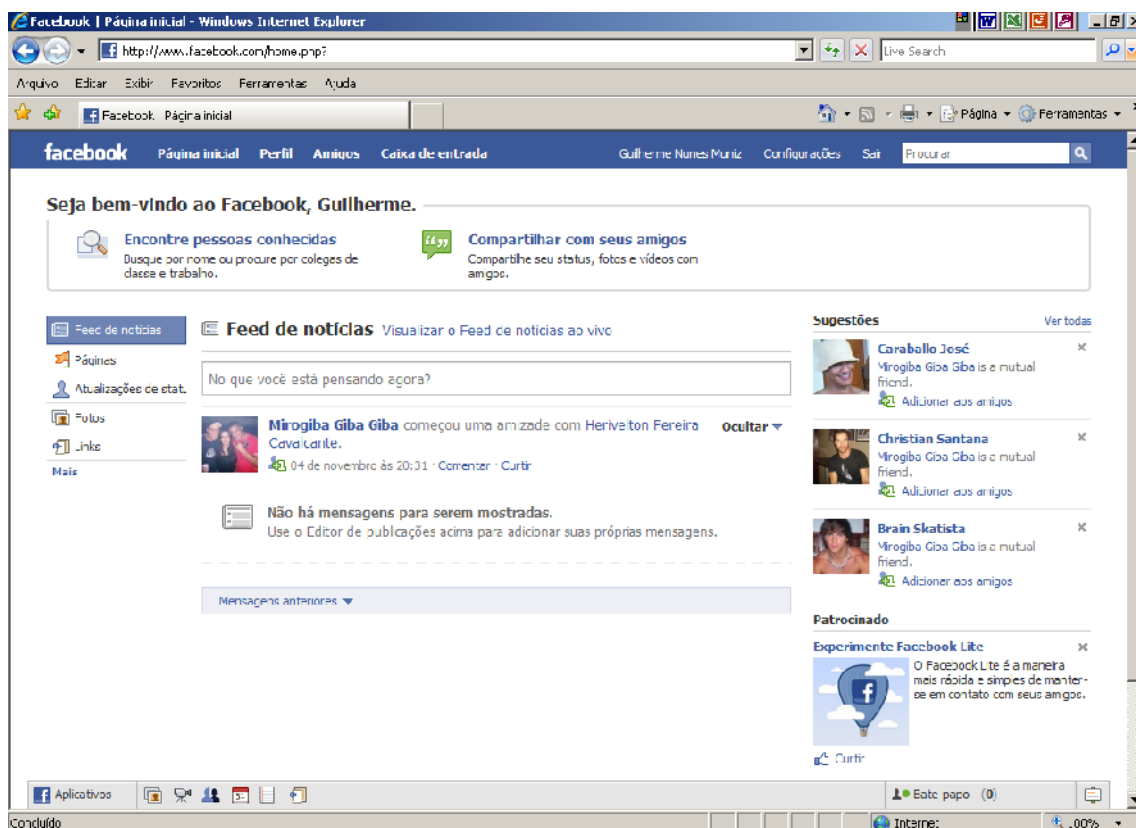 Facebook | Página inicial - Windows Internet Explorer
http://www.facebook.com/home.php?
Live Search
Arquivo Editar Exibir Favoritos Ferramentas Ajuda
Facebook Página inicial
Página Ferramentas
facebook Página inicial Perfil Amigos Caixa de entrada Guilherme Nunes Muniz Configurações Sair Procurar
Seja bem-vindo ao Facebook, Guilherme.
Encontre pessoas conhecidas
Busque por nome ou procure por colegas de
classe e trabalho.
Compartilhar com seus amigos
Compartilhe seu status, fotos e vídeos com
amigos.
Feed de notícias
Páginas
Atualizações de stat.
Fotos
Links
Mais
Feed de notícias Visualizar o Feed de notícias ao vivo
No que você está pensando agora?
Mirogiba Giba Giba começou uma amizade com Herivelton Pereira
Cavalcante.
Ocultar
04 de novembro às 20:31 · Comentar · Curtir
Não há mensagens para serem mostradas.
Use o Editor de publicações acima para adicionar suas próprias mensagens.
Mensagens anteriores
Sugestões Ver todas
Caraballo José
Mirogiba Giba Giba is a mutual
friend.
Adicionar aos amigos
Christian Santana
Mirogiba Giba Giba is a mutual
friend.
Adicionar aos amigos
Brain Skatista
Mirogiba Giba Giba is a mutual
friend.
Adicionar aos amigos
Patrocinado
Experimente Facebook Lite
O Facebook Lite é a maneira
mais rápida e simples de manter-
se em contato com seus amigos.
Curtir
Aplicativos
Bate papo (0)
Concluído
Internet
100%